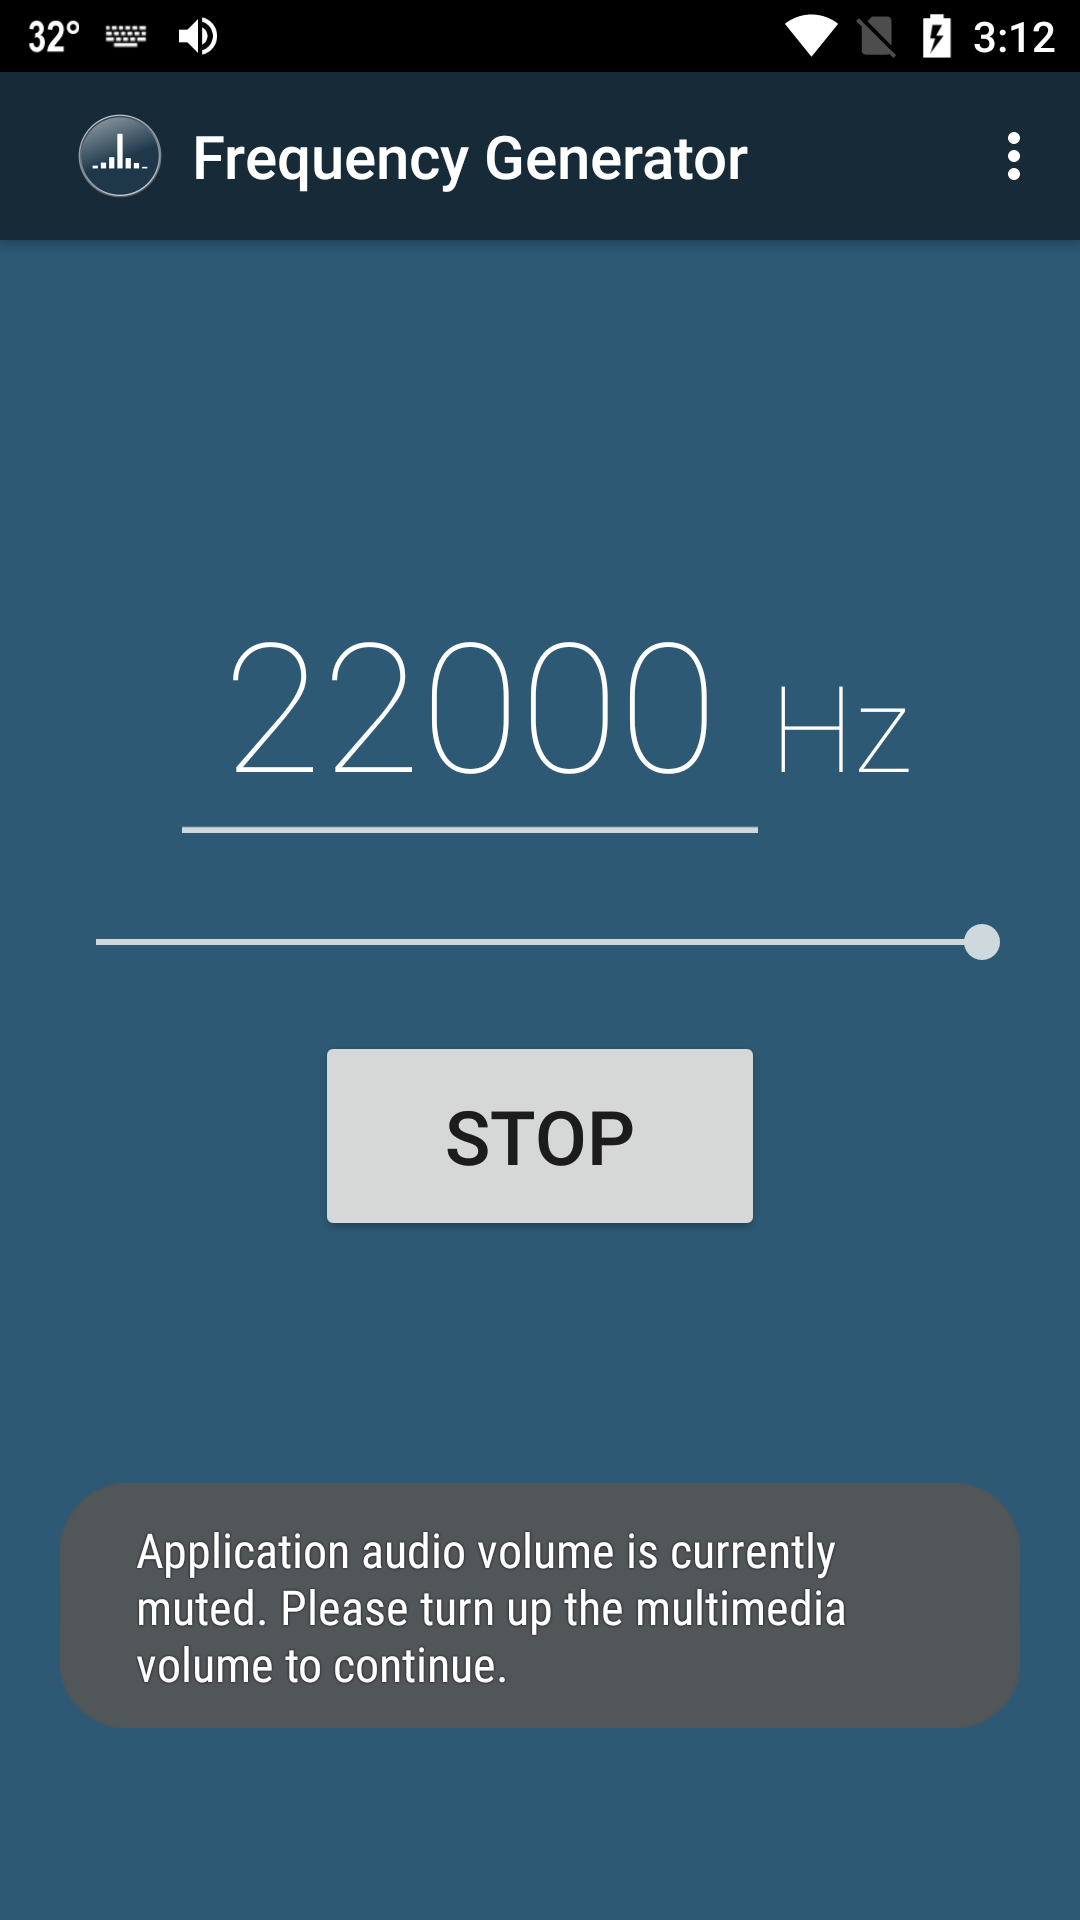 32°
3:12
Frequency Generator
22000 Hz
STOP
Application audio volume is currently
muted. Please turn up the multimedia
volume to continue.